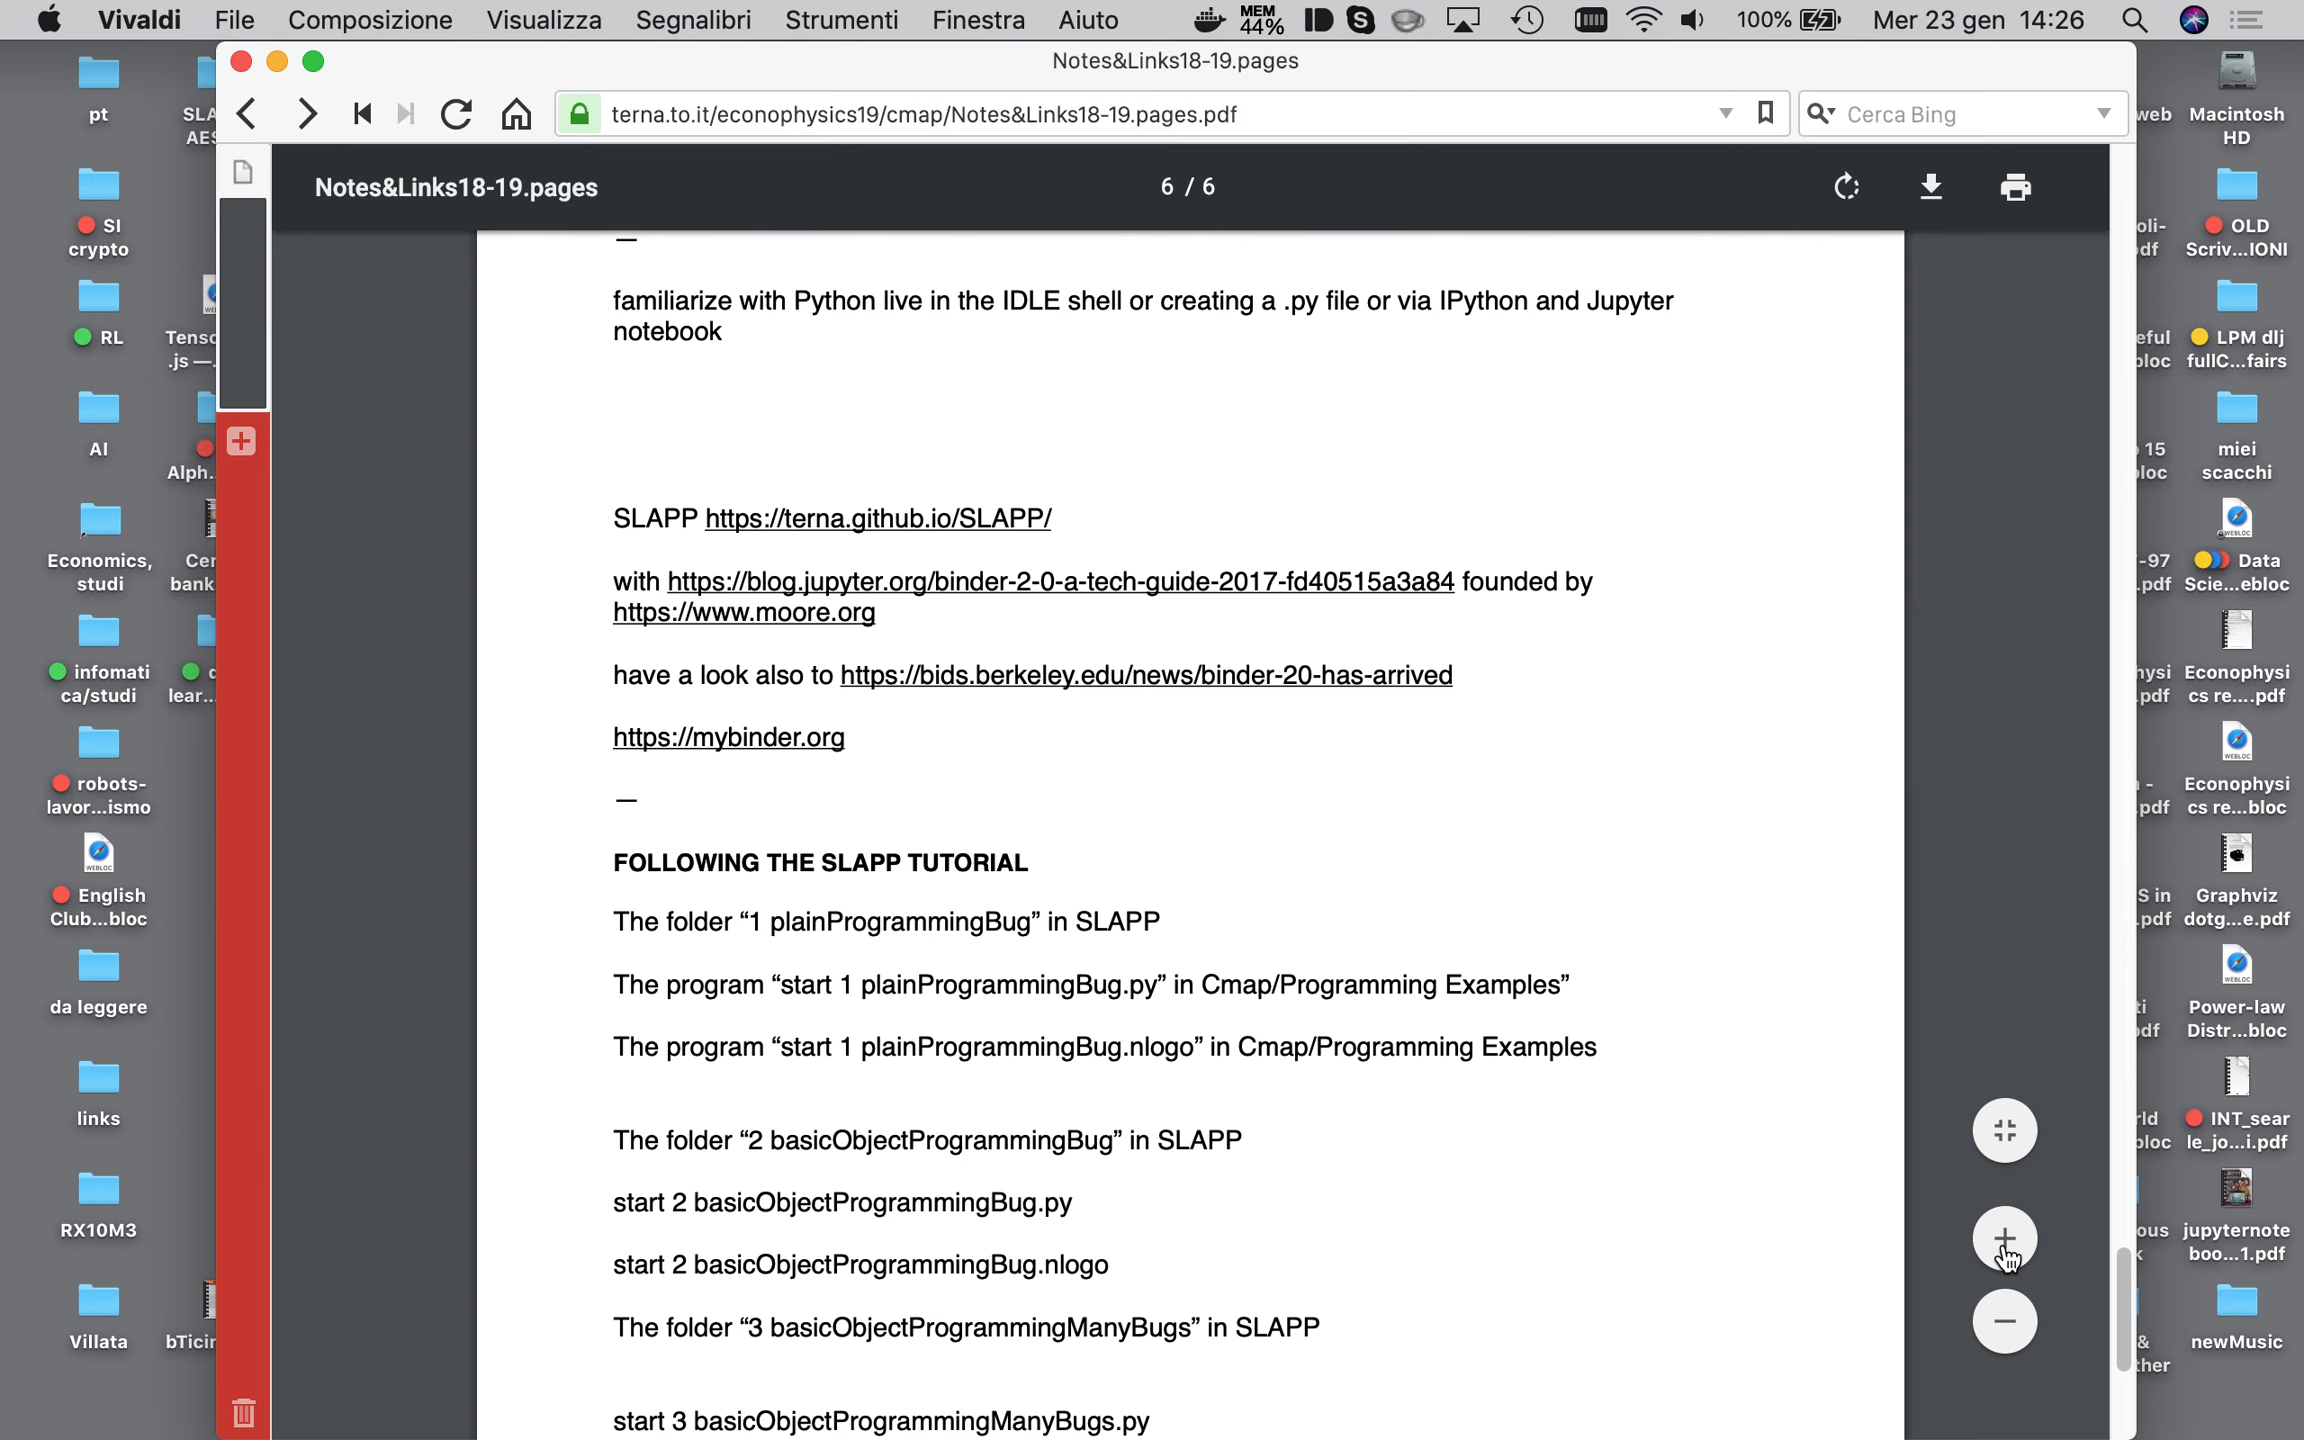 Vivaldi File Composizione Visualizza Segnalibri Strumenti Finestra Aiuto MEM 44% 100% Mer 23 gen 14:26
Notes&Links18-19.pages
terna.to.it/econophysics19/cmap/Notes&Links18-19.pages.pdf Cerca Bing
Notes&Links18-19.pages 6 / 6
—
familiarize with Python live in the IDLE shell or creating a .py file or via IPython and Jupyter
notebook
SLAPP https://terna.github.io/SLAPP/
with https://blog.jupyter.org/binder-2-0-a-tech-guide-2017-fd40515a3a84 founded by
https://www.moore.org
have a look also to https://bids.berkeley.edu/news/binder-20-has-arrived
https://mybinder.org
—
FOLLOWING THE SLAPP TUTORIAL
The folder “1 plainProgrammingBug” in SLAPP
The program “start 1 plainProgrammingBug.py” in Cmap/Programming Examples”
The program “start 1 plainProgrammingBug.nlogo” in Cmap/Programming Examples
The folder “2 basicObjectProgrammingBug” in SLAPP
start 2 basicObjectProgrammingBug.py
start 2 basicObjectProgrammingBug.nlogo
The folder “3 basicObjectProgrammingManyBugs” in SLAPP
start 3 basicObjectProgrammingManyBugs.py
pt
SI
crypto
RL
AI
Economics,
studi
infomati
ca/studi
robots-
lavor...ismo
English
Club...bloc
da leggere
links
RX10M3
Villata
Macintosh
HD
OLD
Scriv...IONI
LPM dlj
fullC...fairs
miei
scacchi
Data
Scie...ebloc
Econophysi
cs re....pdf
Econophysi
cs re...bloc
Graphviz
dotg...e.pdf
Power-law
Distr...bloc
INT_sear
le_jo...i.pdf
jupyternote
boo...1.pdf
newMusic